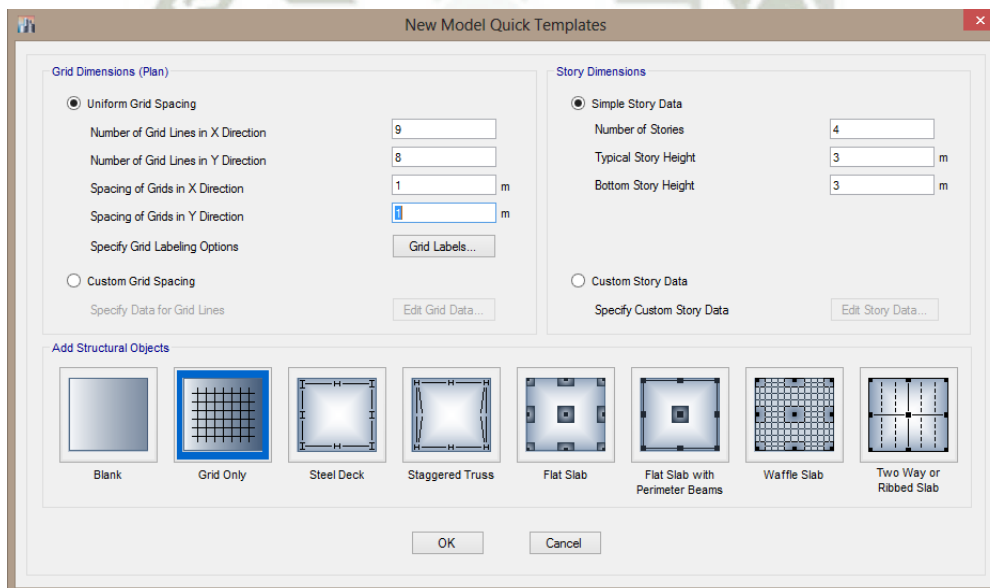 New Model Quick Templates
Grid Dimensions (Plan)
Uniform Grid Spacing
Number of Grid Lines in X Direction 9
Number of Grid Lines in Y Direction 8
Spacing of Grids in X Direction 1 m
Spacing of Grids in Y Direction 1 m
Specify Grid Labeling Options Grid Labels...
Custom Grid Spacing
Specify Data for Grid Lines Edit Grid Data...
Story Dimensions
Simple Story Data
Number of Stories 4
Typical Story Height 3 m
Bottom Story Height 3 m
Custom Story Data
Specify Custom Story Data Edit Story Data...
Add Structural Objects
Blank
Grid Only
Steel Deck
Staggered Truss
Flat Slab
Flat Slab with
Perimeter Beams
Waffle Slab
Two Way or
Ribbed Slab
OK Cancel